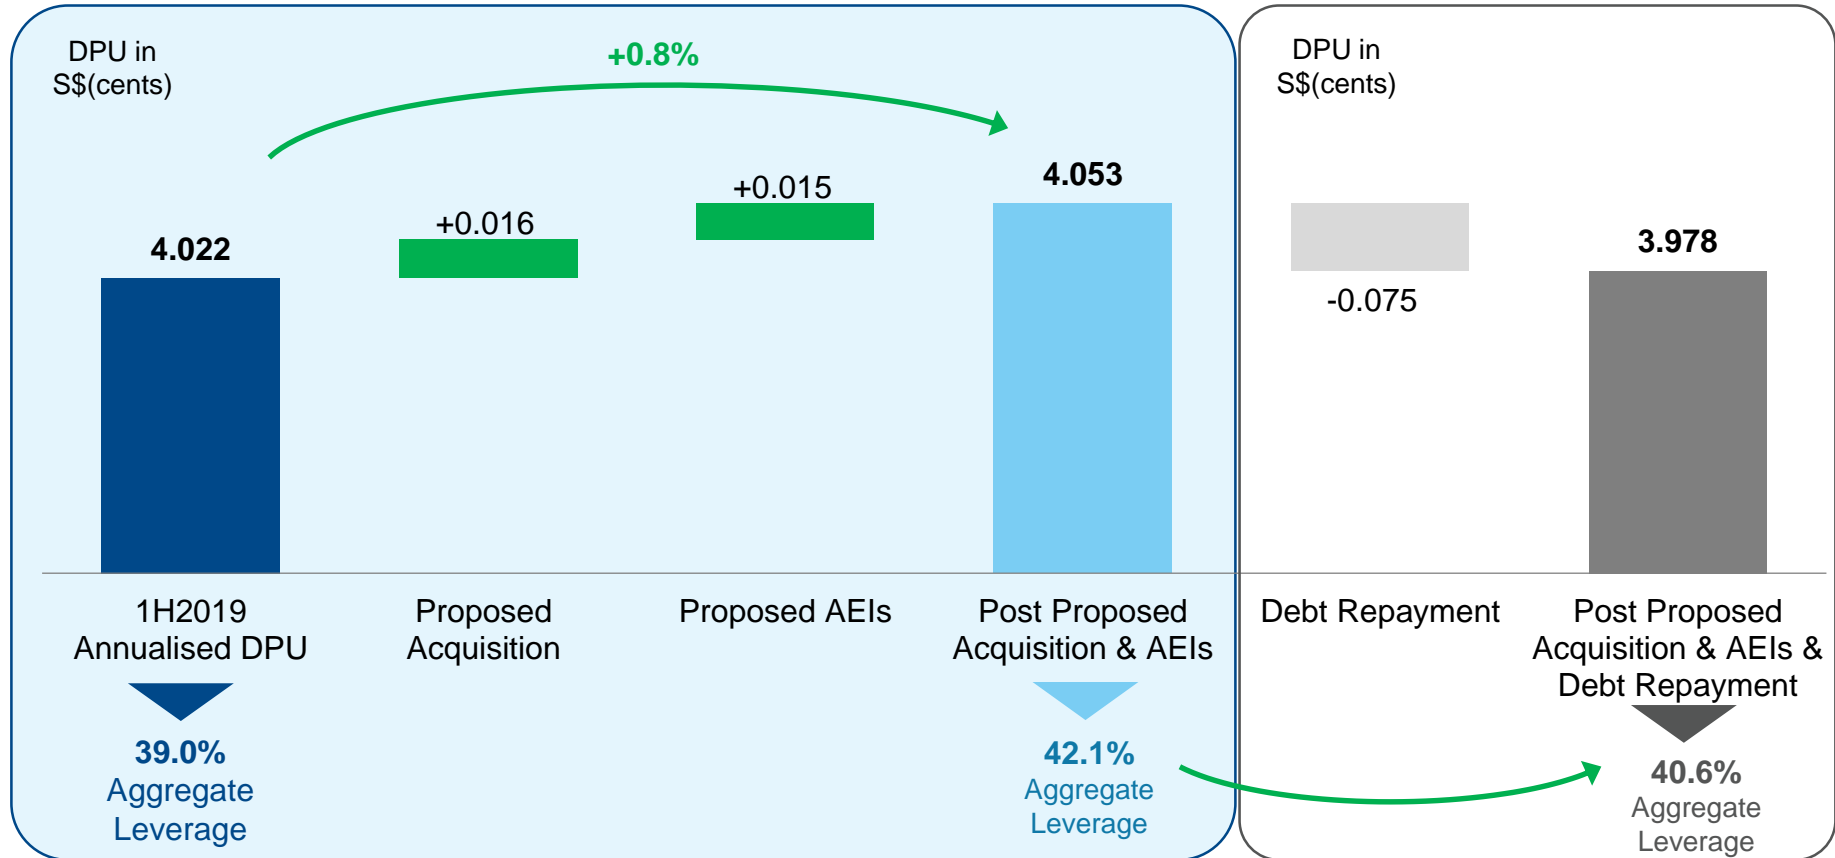 DPU in
S$(cents)
+0.8%
4.022
+0.016
+0.015
4.053
1H2019
Annualised DPU
Proposed
Acquisition
Proposed AEIs
Post Proposed
Acquisition & AEIs
39.0%
Aggregate
Leverage
42.1%
Aggregate
Leverage
DPU in
S$(cents)
-0.075
3.978
Debt Repayment
Post Proposed
Acquisition & AEIs &
Debt Repayment
40.6%
Aggregate
Leverage